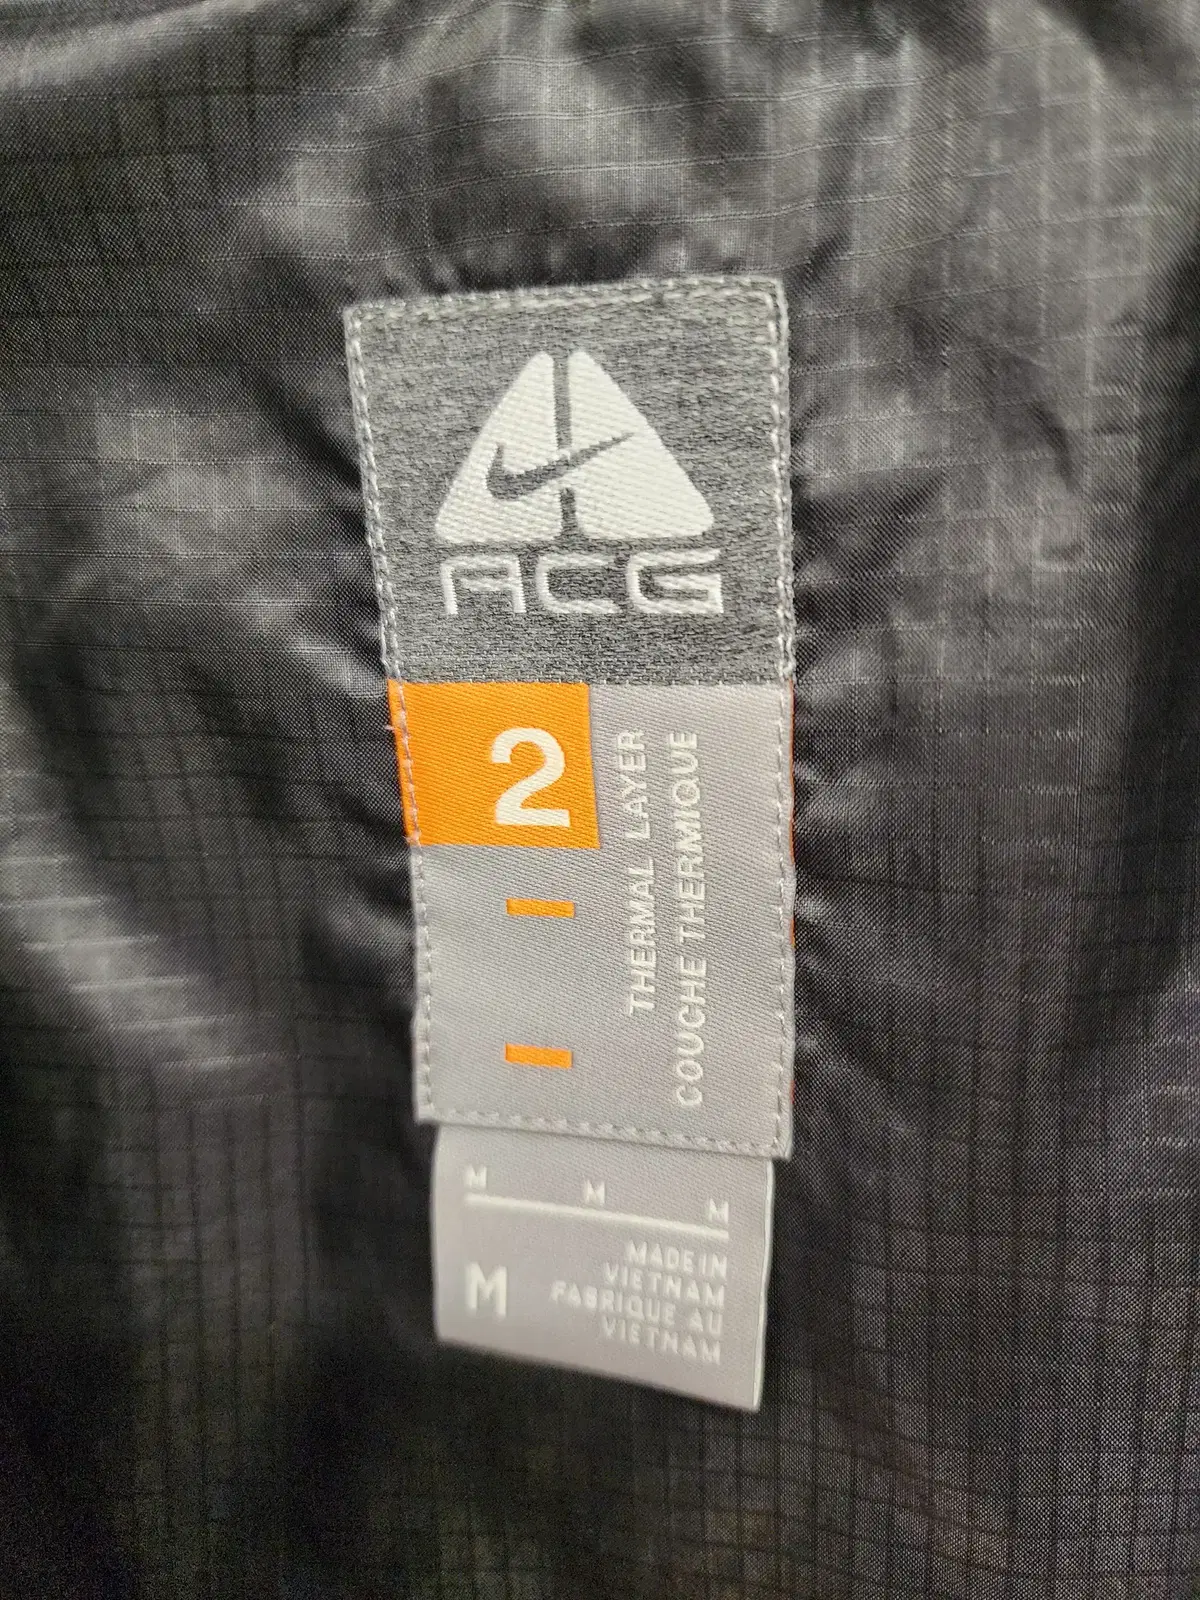 ACG
2
THERMAL LAYER
COUCHE THERMIQUE
M M M
M
MADE IN
VIETNAM
FABRIQUE AU
VIETNAM